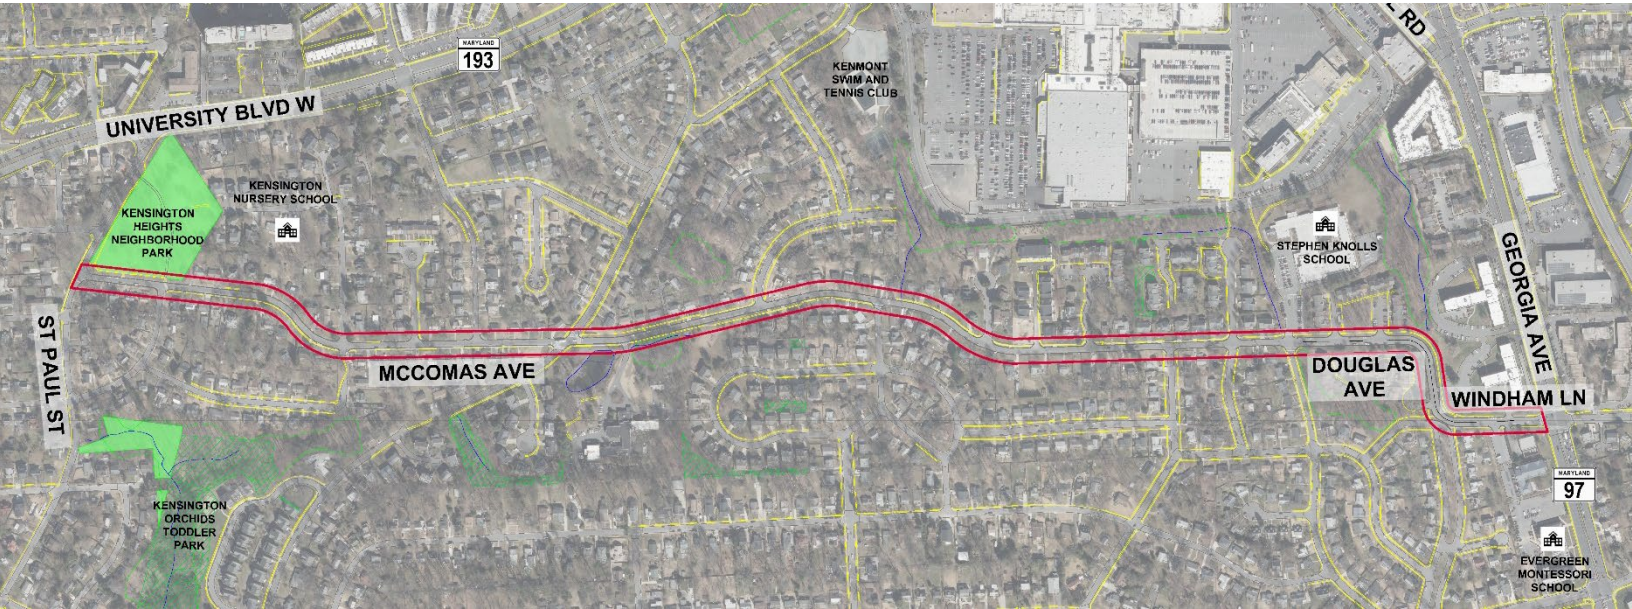 MARYLAND
193
UNIVERSITY BLVD W
KENMONT
SWIM AND
TENNIS CLUB
L RD
KENSINGTON
NURSERY SCHOOL
KENSINGTON
HEIGHTS
NEIGHBORHOOD
PARK
STEPHEN KNOLLS
SCHOOL
GEORGIA AVE
ST PAUL ST
MCCOMAS AVE
DOUGLAS
AVE
WINDHAM LN
MARYLAND
97
KENSINGTON
ORCHIDS
TODDLER
PARK
EVERGREEN
MONTESSORI
SCHOOL